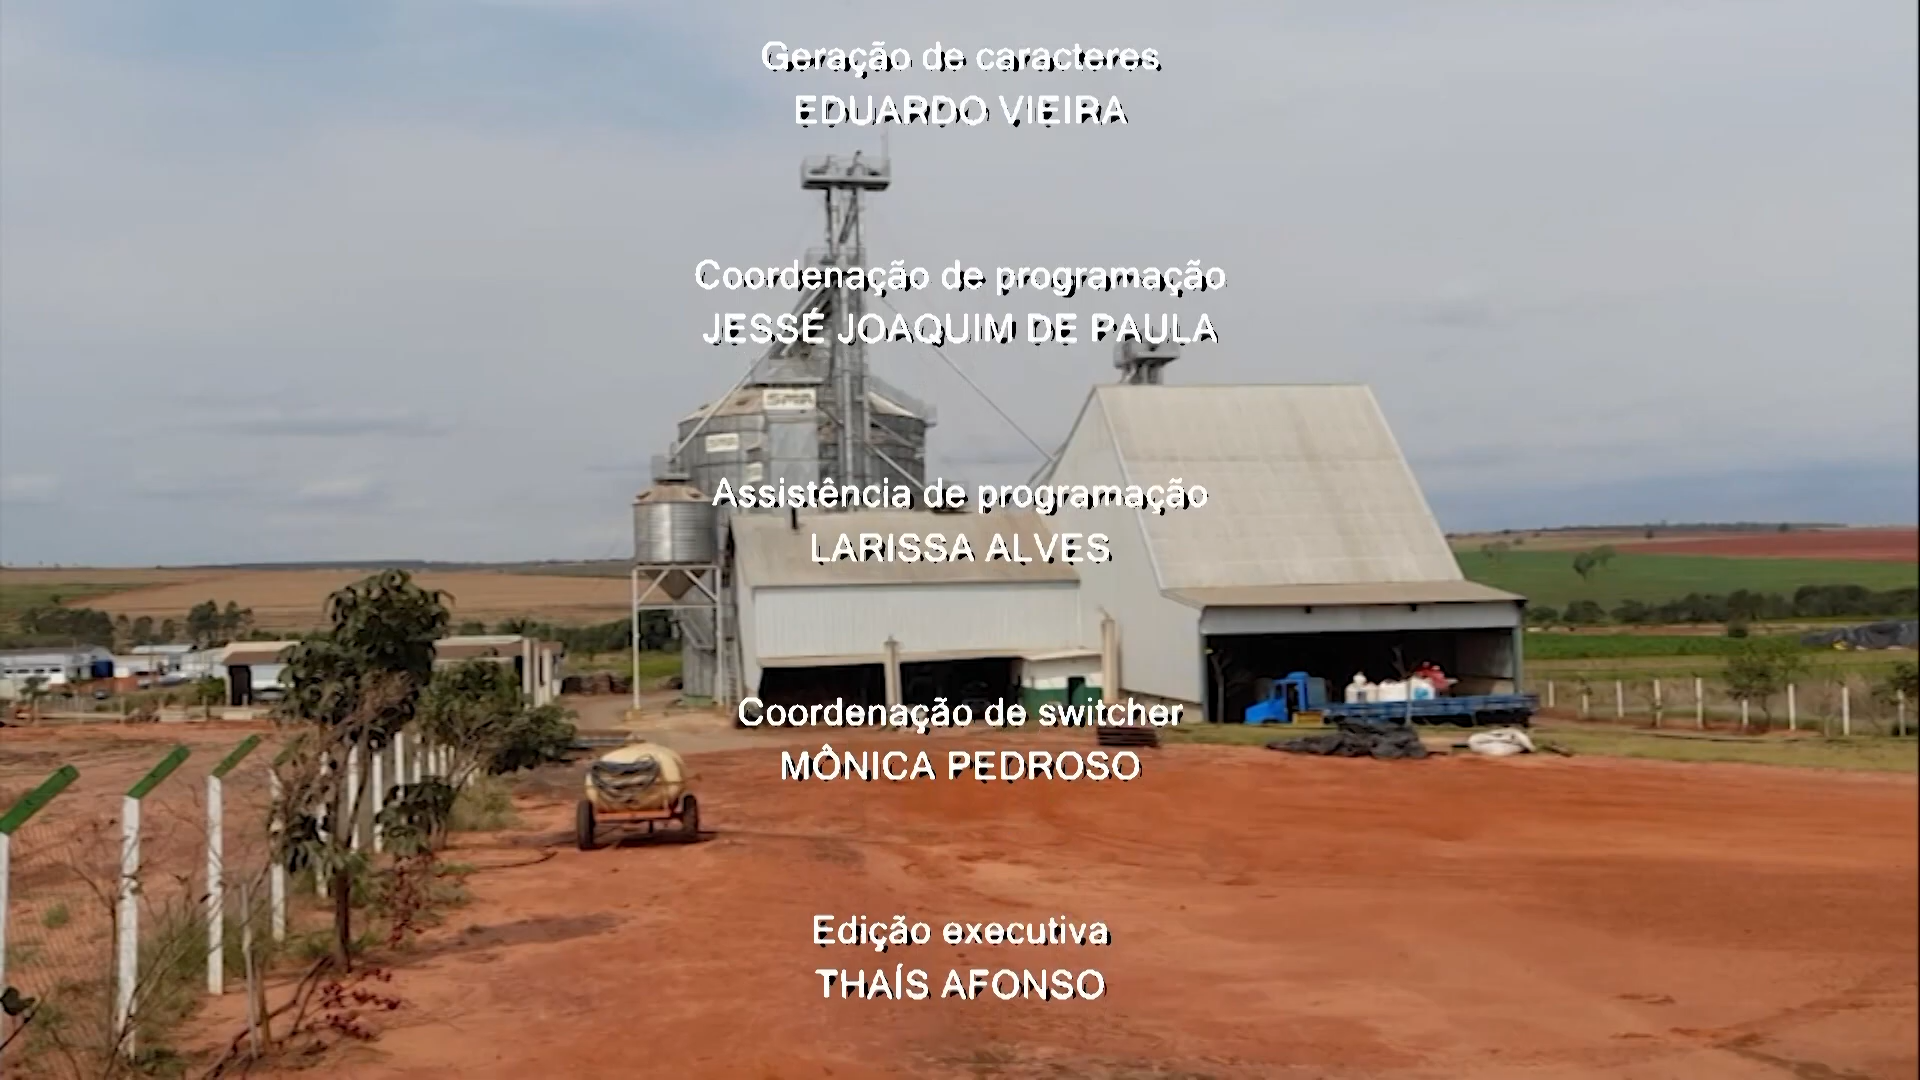 Geração de caracteres
EDUARDO VIEIRA
Coordenação de programação
JESSÉ JOAQUIM DE PAULA
Assistência de programação
LARISSA ALVES
Coordenação de switcher
MÔNICA PEDROSO
Edição executiva
THAÍS AFONSO